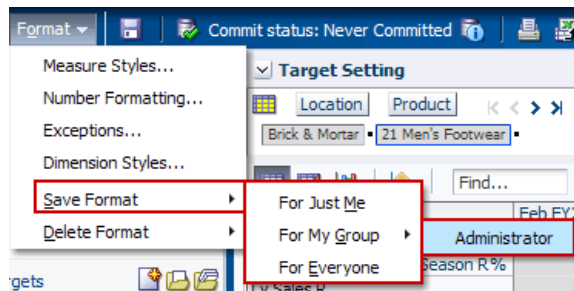 Format
Commit status: Never Committed
Measure Styles...
Number Formatting...
Exceptions...
Dimension Styles...
Save Format
Delete Format
Target Setting
Location Product
Brick & Mortar 21 Men's Footwear
Find...
For Just Me
For My Group
For Everyone
Administrator
Feb FY
Season R%
Ly Sales R
rgets